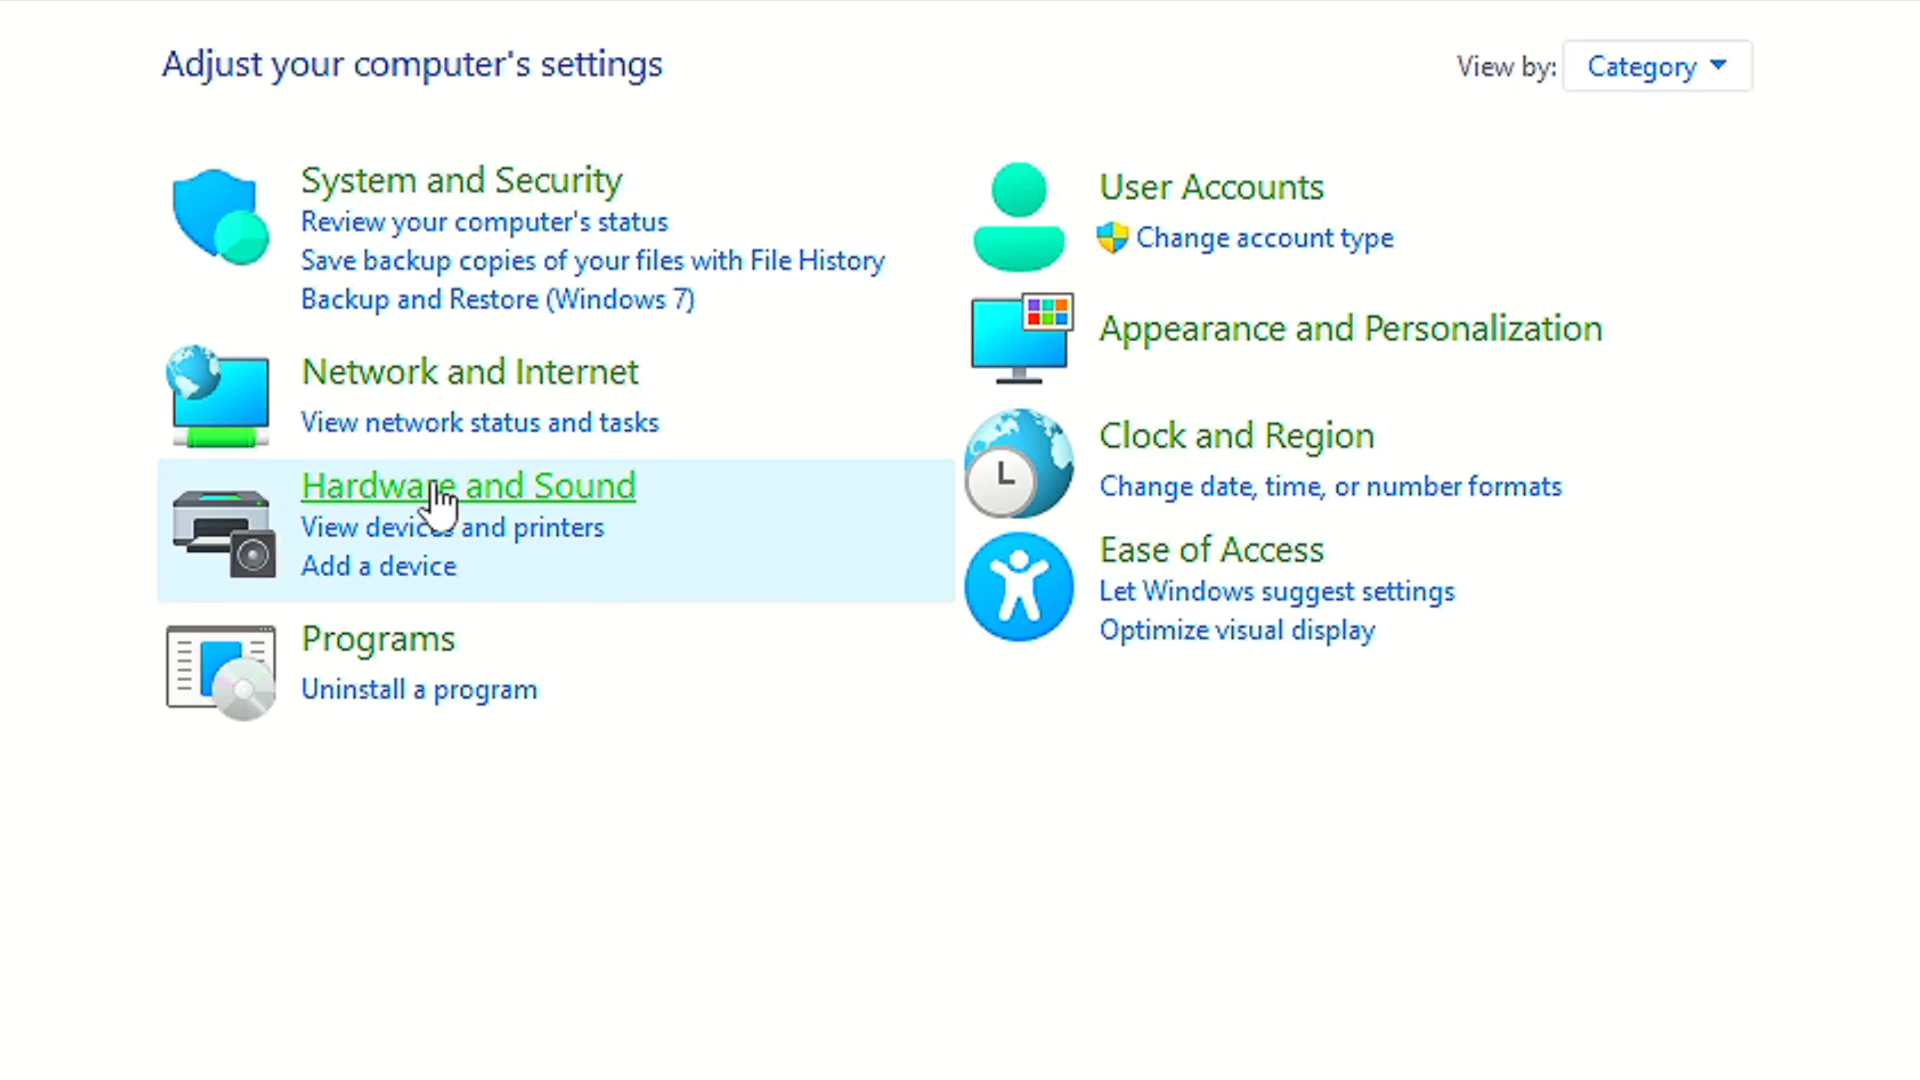 Adjust your computer's settings
View by: Category
System and Security
Review your computer's status
Save backup copies of your files with File History
Backup and Restore (Windows 7)
Network and Internet
View network status and tasks
Hardware and Sound
View devices and printers
Add a device
Programs
Uninstall a program
User Accounts
Change account type
Appearance and Personalization
Clock and Region
Change date, time, or number formats
Ease of Access
Let Windows suggest settings
Optimize visual display